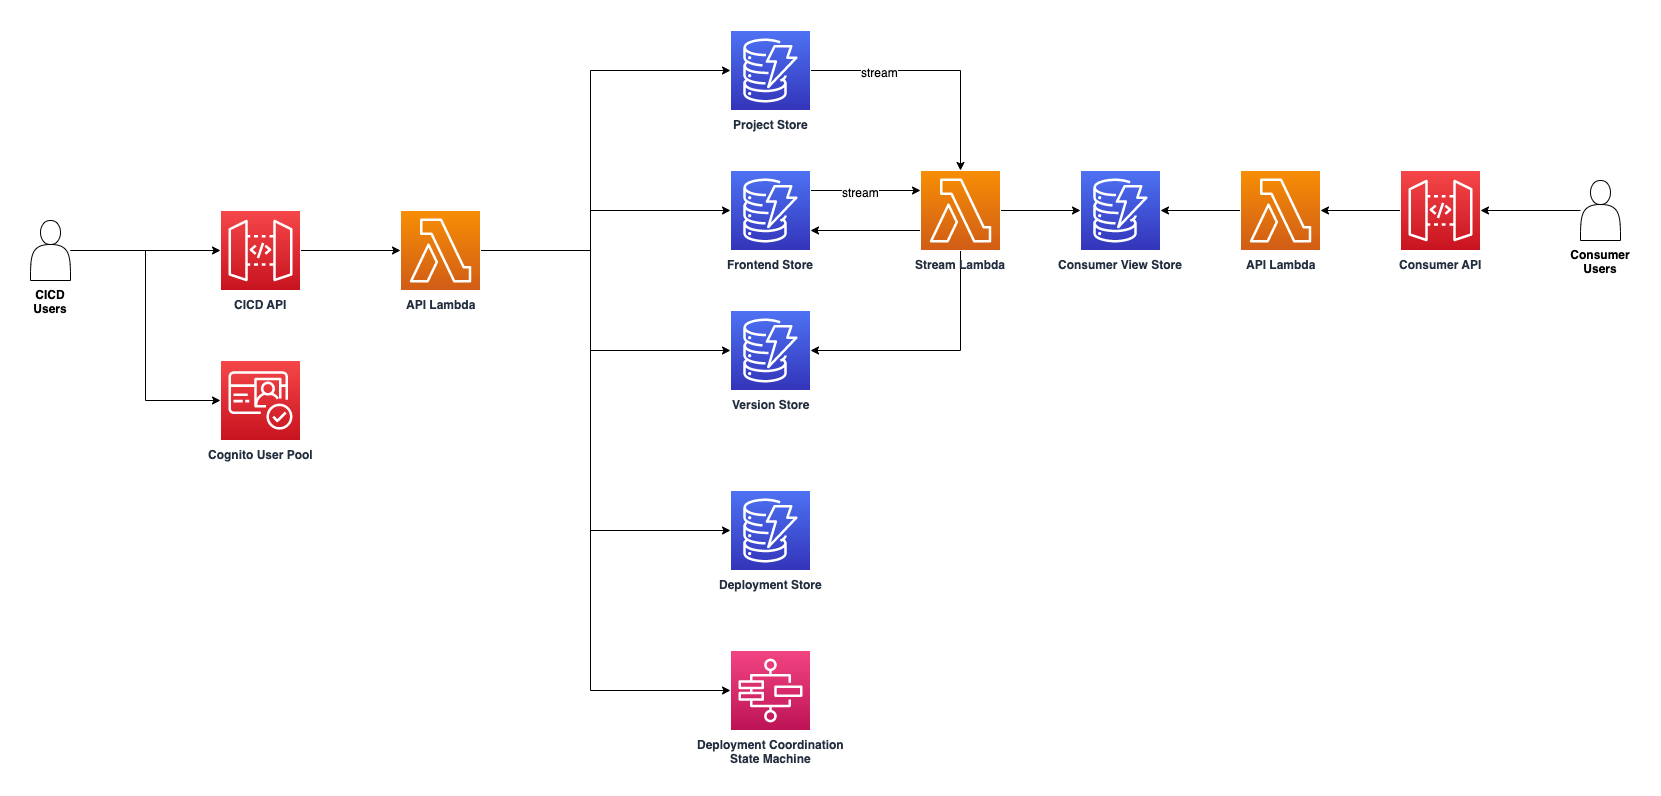 stream
Project Store
stream
Frontend Store
Stream Lambda
Consumer View Store
API Lambda
Consumer API
Consumer
Users
CICD
Users
CICD API
API Lambda
Version Store
Cognito User Pool
Deployment Store
Deployment Coordination
State Machine